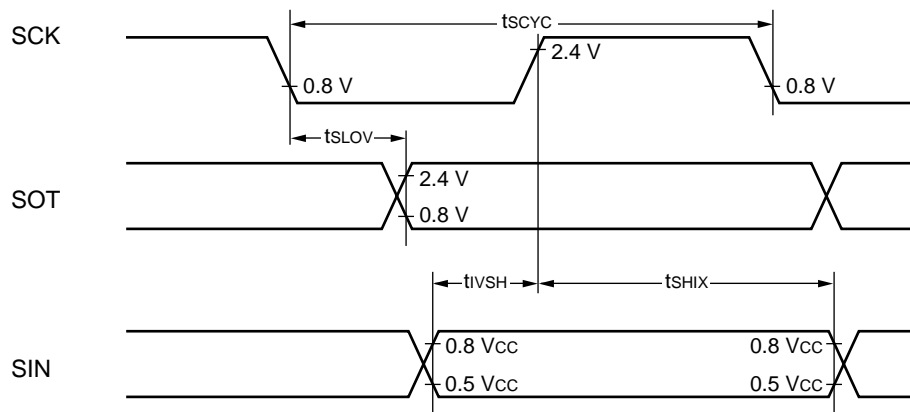 tSCYC
SCK
2.4 V
0.8 V
0.8 V
tSLOV
SOT
2.4 V
0.8 V
tIVSH
tSHIX
SIN
0.8 VCC
0.8 VCC
0.5 VCC
0.5 VCC